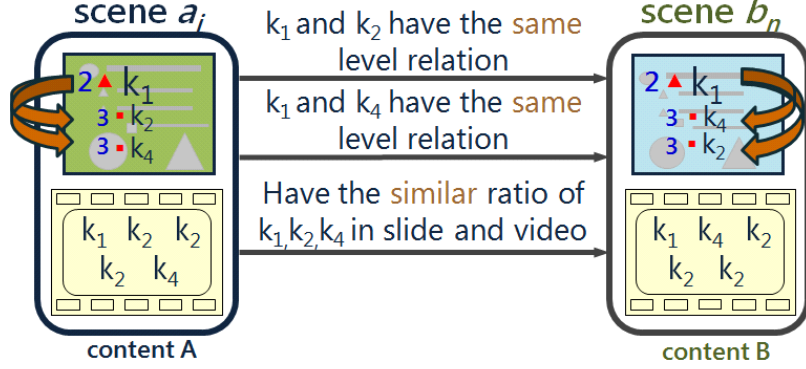 scene aᵢ
k₁ and k₂ have the same
level relation
scene bₙ
2 k₁
3 k₂
3 k₄
k₁ and k₄ have the same
level relation
2 k₁
3 k₄
3 k₂
Have the similar ratio of
k₁,k₂,k₄ in slide and video
k₁ k₂ k₂
k₂ k₄
k₁ k₄ k₂
k₂ k₂
content A
content B